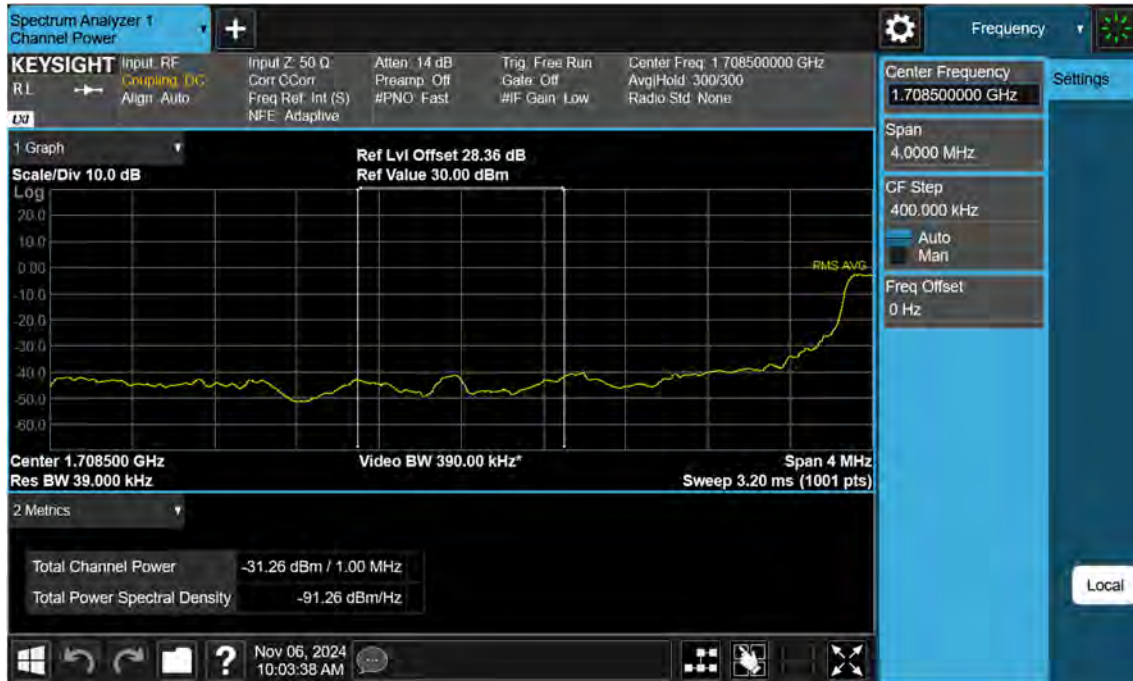 Spectrum Analyzer 1
Channel Power
+
Frequency
KEYSIGHT
RL
LXI
Input: RF
Coupling: DC
Align: Auto
Input Z: 50 Ω
Corr CCorr
Freq Ref: Int (S)
NFE: Adaptive
Atten: 14 dB
Preamp: Off
#PNO: Fast
Trig: Free Run
Gate: Off
#IF Gain: Low
Center Freq: 1.708500000 GHz
Avg|Hold: 300/300
Radio Std: None
Center Frequency
1.708500000 GHz
Settings
Span
4.0000 MHz
CF Step
400.000 kHz
Auto
Man
Freq Offset
0 Hz
1 Graph
Scale/Div 10.0 dB
Ref Lvl Offset 28.36 dB
Ref Value 30.00 dBm
Log
20.0
10.0
0.00
-10.0
-20.0
-30.0
-40.0
-50.0
-60.0
RMS AVG
Center 1.708500 GHz
Res BW 39.000 kHz
Video BW 390.00 kHz*
Span 4 MHz
Sweep 3.20 ms (1001 pts)
2 Metrics
Total Channel Power -31.26 dBm / 1.00 MHz
Total Power Spectral Density -91.26 dBm/Hz
Local
?
Nov 06, 2024
10:03:38 AM